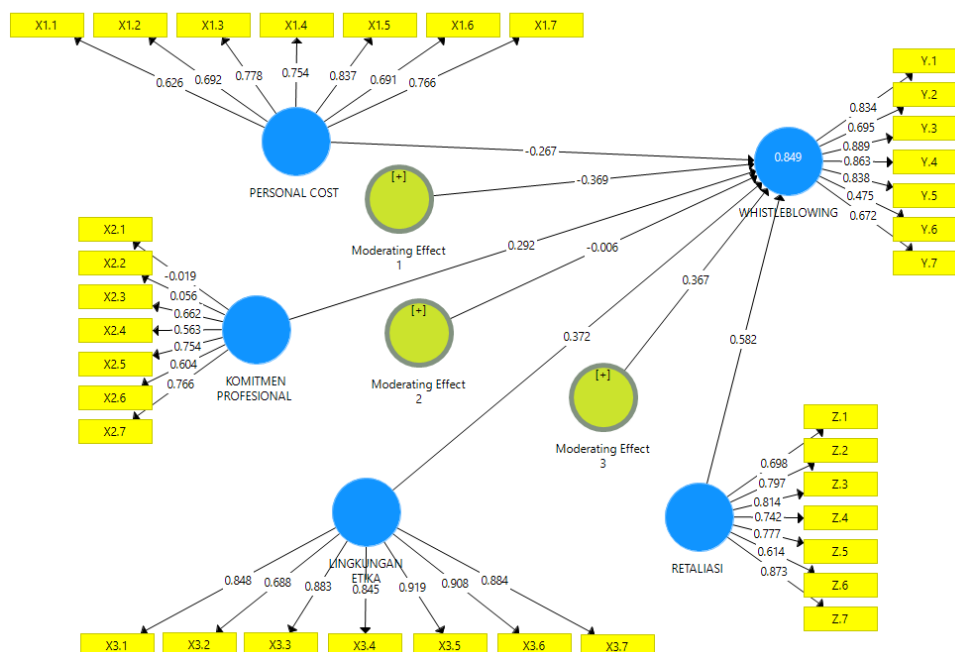 X1.1 X1.2 X1.3 X1.4 X1.5 X1.6 X1.7
0.626 0.692 0.778 0.754 0.837 0.691 0.766
PERSONAL COST
-0.267
[+]
Moderating Effect
1
-0.369
Y.1
Y.2
Y.3
Y.4
Y.5
Y.6
Y.7
0.834
0.695
0.889
0.863
0.838
0.475
0.672
0.849
WHISTLEBLOWING
X2.1
X2.2
X2.3
X2.4
X2.5
X2.6
X2.7
-0.019
0.056
0.662
0.563
0.754
0.604
0.766
KOMITMEN
PROFESIONAL
0.292
[+]
Moderating Effect
2
-0.006
[+]
Moderating Effect
3
0.367
0.372
0.582
LINGKUNGAN
ETIKA
0.848 0.688 0.883 0.845 0.919 0.908 0.884
X3.1 X3.2 X3.3 X3.4 X3.5 X3.6 X3.7
RETALIASI
0.698
0.797
0.814
0.742
0.777
0.614
0.873
Z.1
Z.2
Z.3
Z.4
Z.5
Z.6
Z.7